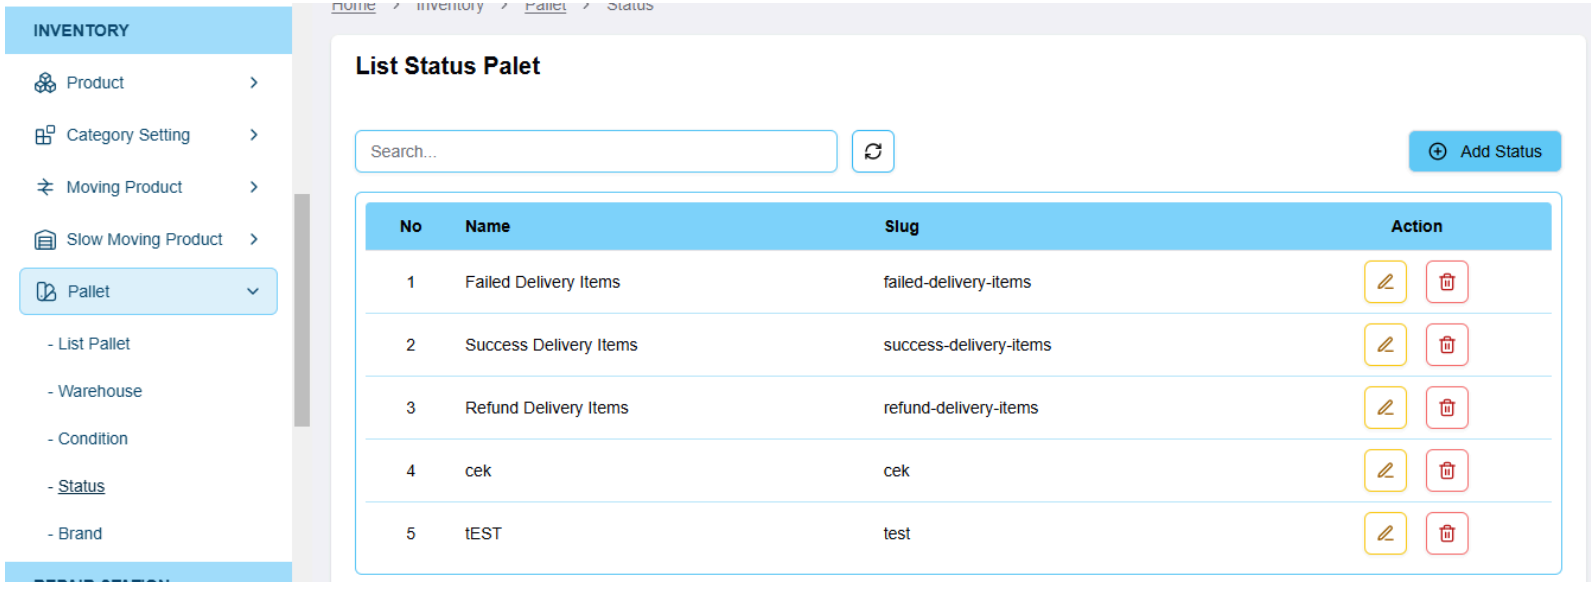 Home > Inventory > Pallet > Status
INVENTORY
Product
Category Setting
Moving Product
Slow Moving Product
Pallet
- List Pallet
- Warehouse
- Condition
- Status
- Brand
REPAIR STATION
List Status Palet
Search...
Add Status
No Name Slug Action
1 Failed Delivery Items failed-delivery-items
2 Success Delivery Items success-delivery-items
3 Refund Delivery Items refund-delivery-items
4 cek cek
5 tEST test